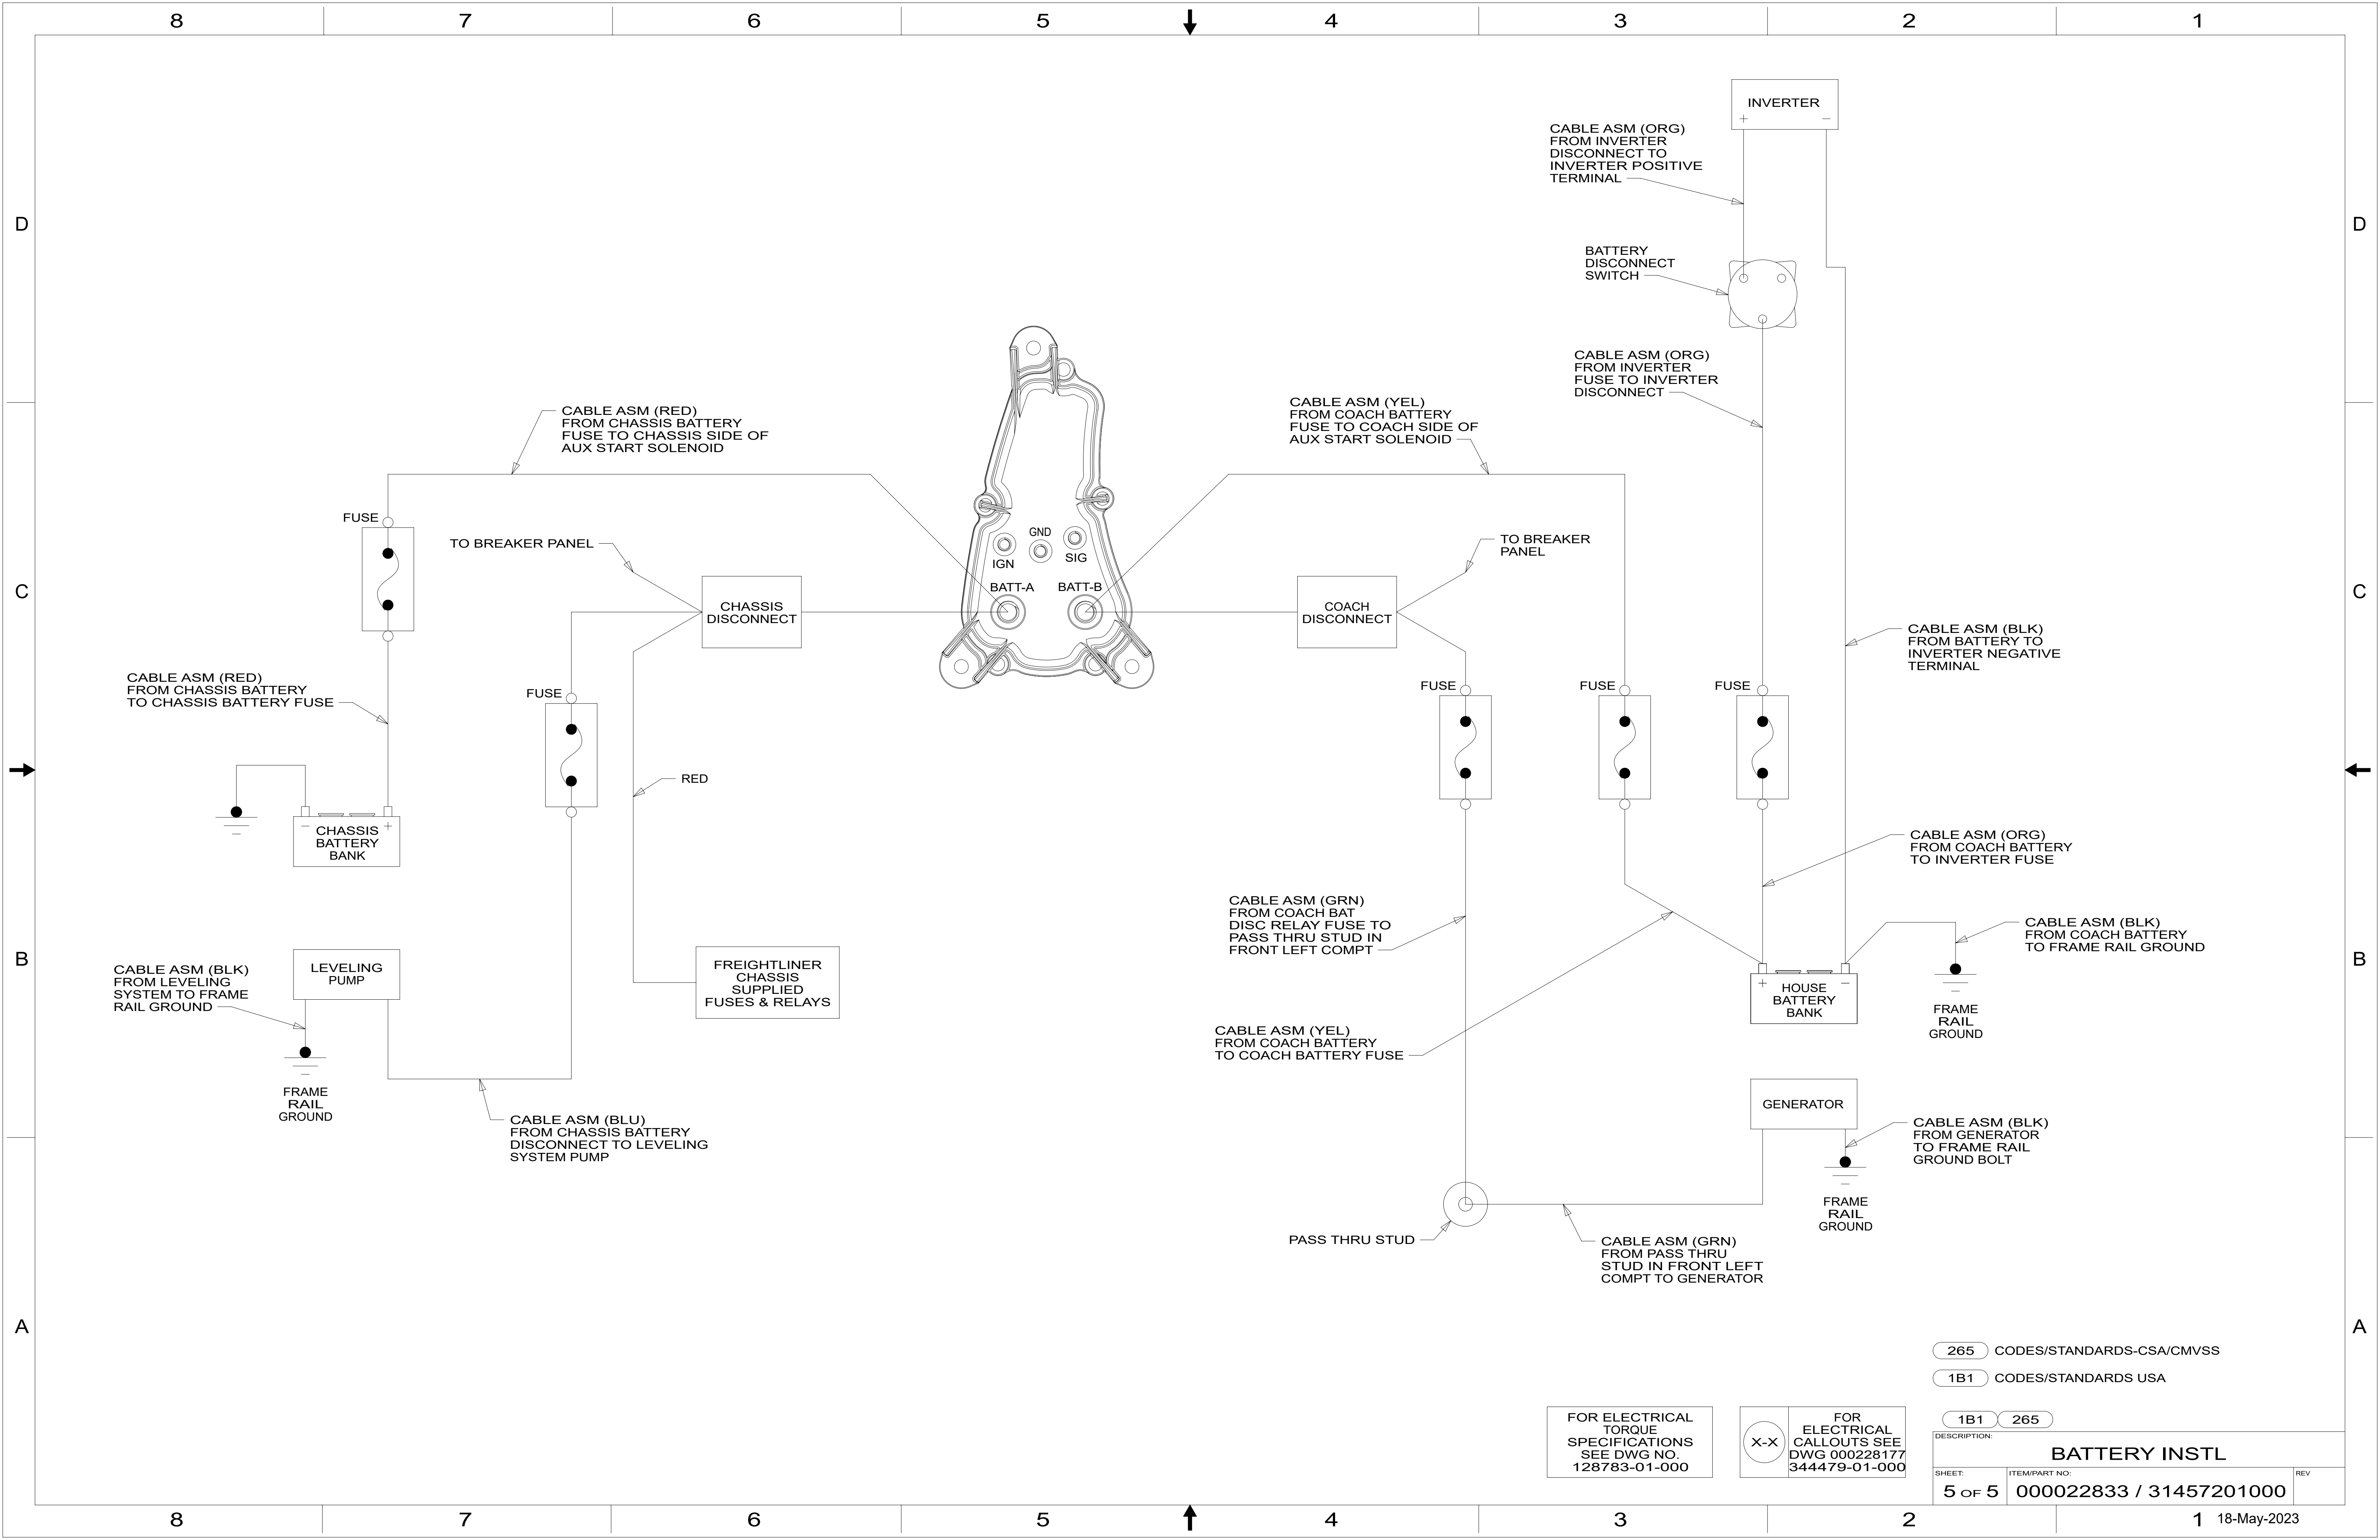 8 7 6 5 4 3 2 1
D
D
C
C
B
B
A
A
INVERTER
+ −
CABLE ASM (ORG)
FROM INVERTER
DISCONNECT TO
INVERTER POSITIVE
TERMINAL
BATTERY
DISCONNECT
SWITCH
CABLE ASM (ORG)
FROM INVERTER
FUSE TO INVERTER
DISCONNECT
CABLE ASM (RED)
FROM CHASSIS BATTERY
FUSE TO CHASSIS SIDE OF
AUX START SOLENOID
CABLE ASM (YEL)
FROM COACH BATTERY
FUSE TO COACH SIDE OF
AUX START SOLENOID
FUSE
TO BREAKER PANEL
GND
IGN
SIG
BATT-A
BATT-B
TO BREAKER
PANEL
CHASSIS
DISCONNECT
COACH
DISCONNECT
CABLE ASM (BLK)
FROM BATTERY TO
INVERTER NEGATIVE
TERMINAL
CABLE ASM (RED)
FROM CHASSIS BATTERY
TO CHASSIS BATTERY FUSE
FUSE
FUSE
FUSE
FUSE
RED
− +
CHASSIS
BATTERY
BANK
CABLE ASM (ORG)
FROM COACH BATTERY
TO INVERTER FUSE
CABLE ASM (GRN)
FROM COACH BAT
DISC RELAY FUSE TO
PASS THRU STUD IN
FRONT LEFT COMPT
CABLE ASM (BLK)
FROM COACH BATTERY
TO FRAME RAIL GROUND
CABLE ASM (BLK)
FROM LEVELING
SYSTEM TO FRAME
RAIL GROUND
LEVELING
PUMP
FREIGHTLINER
CHASSIS
SUPPLIED
FUSES & RELAYS
+ −
HOUSE
BATTERY
BANK
FRAME
RAIL
GROUND
CABLE ASM (YEL)
FROM COACH BATTERY
TO COACH BATTERY FUSE
FRAME
RAIL
GROUND
CABLE ASM (BLU)
FROM CHASSIS BATTERY
DISCONNECT TO LEVELING
SYSTEM PUMP
GENERATOR
CABLE ASM (BLK)
FROM GENERATOR
TO FRAME RAIL
GROUND BOLT
FRAME
RAIL
GROUND
PASS THRU STUD
CABLE ASM (GRN)
FROM PASS THRU
STUD IN FRONT LEFT
COMPT TO GENERATOR
265 CODES/STANDARDS-CSA/CMVSS
1B1 CODES/STANDARDS USA
FOR ELECTRICAL
TORQUE
SPECIFICATIONS
SEE DWG NO.
128783-01-000
X-X
FOR
ELECTRICAL
CALLOUTS SEE
DWG 000228177
344479-01-000
1B1 265
DESCRIPTION:
BATTERY INSTL
SHEET: ITEM/PART NO: REV
5 OF 5 000022833 / 31457201000
8 7 6 5 4 3 2 1
18-May-2023